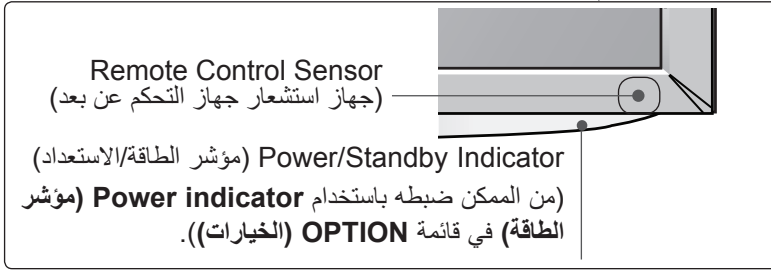 Remote Control Sensor
(جهاز استشعار جهاز التحكم عن بعد)
Power/Standby Indicator (مؤشر الطاقة/الاستعداد)
(من الممكن ضبطه باستخدام Power indicator (مؤشر
الطاقة) في قائمة OPTION (الخيارات)).